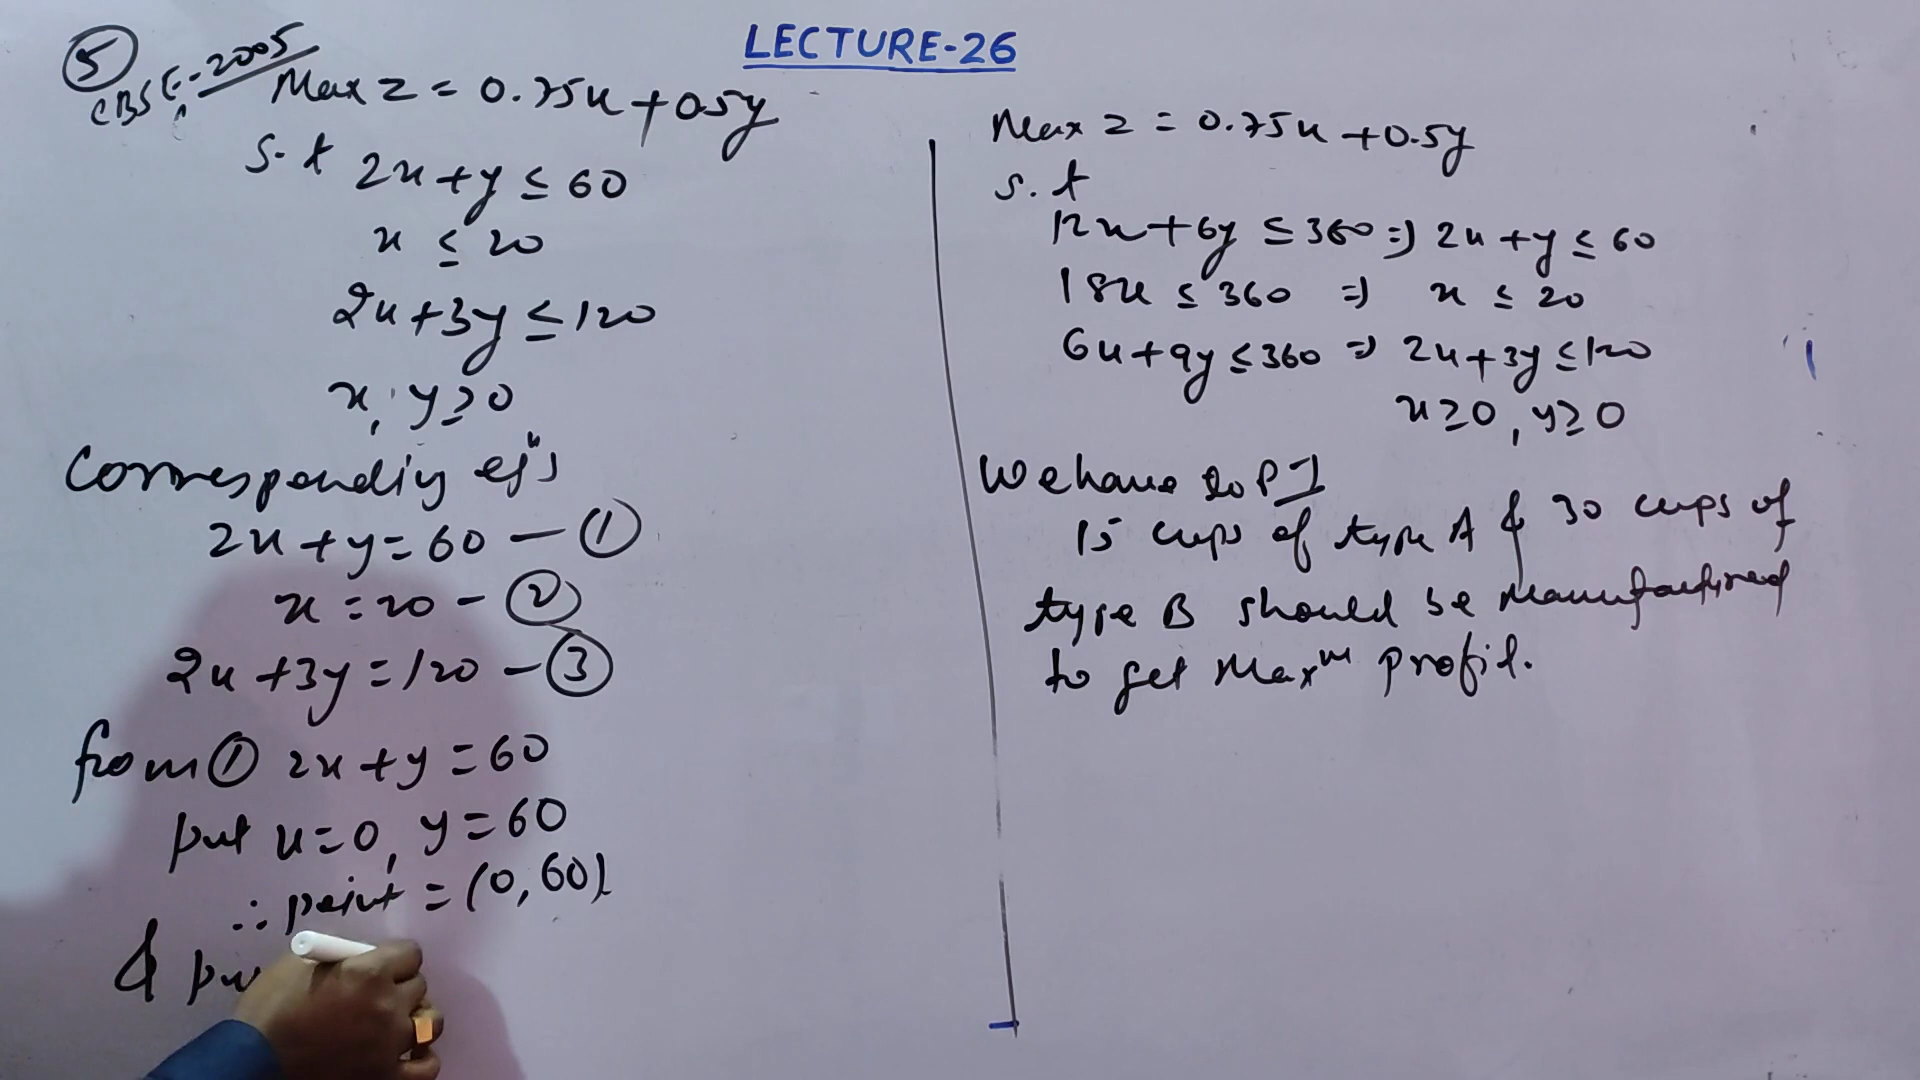 LECTURE-26
5
CBSE-2005
Max z = 0.75x + 0.5y
s.t 2x + y ≤ 60
x ≤ 20
2x + 3y ≤ 120
x, y ≥ 0
Corresponding eqⁿs
2x + y = 60 — ①
x = 20 — ②
2x + 3y = 120 — ③
from ① 2x + y = 60
put x = 0, y = 60
∴ point = (0, 60)
& pu
Max z = 0.75x + 0.5y
s.t
12x + 6y ≤ 360 ⇒ 2x + y ≤ 60
18x ≤ 360 ⇒ x ≤ 20
6x + 9y ≤ 360 ⇒ 2x + 3y ≤ 120
x ≥ 0, y ≥ 0
We have to P.T
15 cups of type A & 30 cups of
type B should be manufactured
to get Maxᵐ profit.